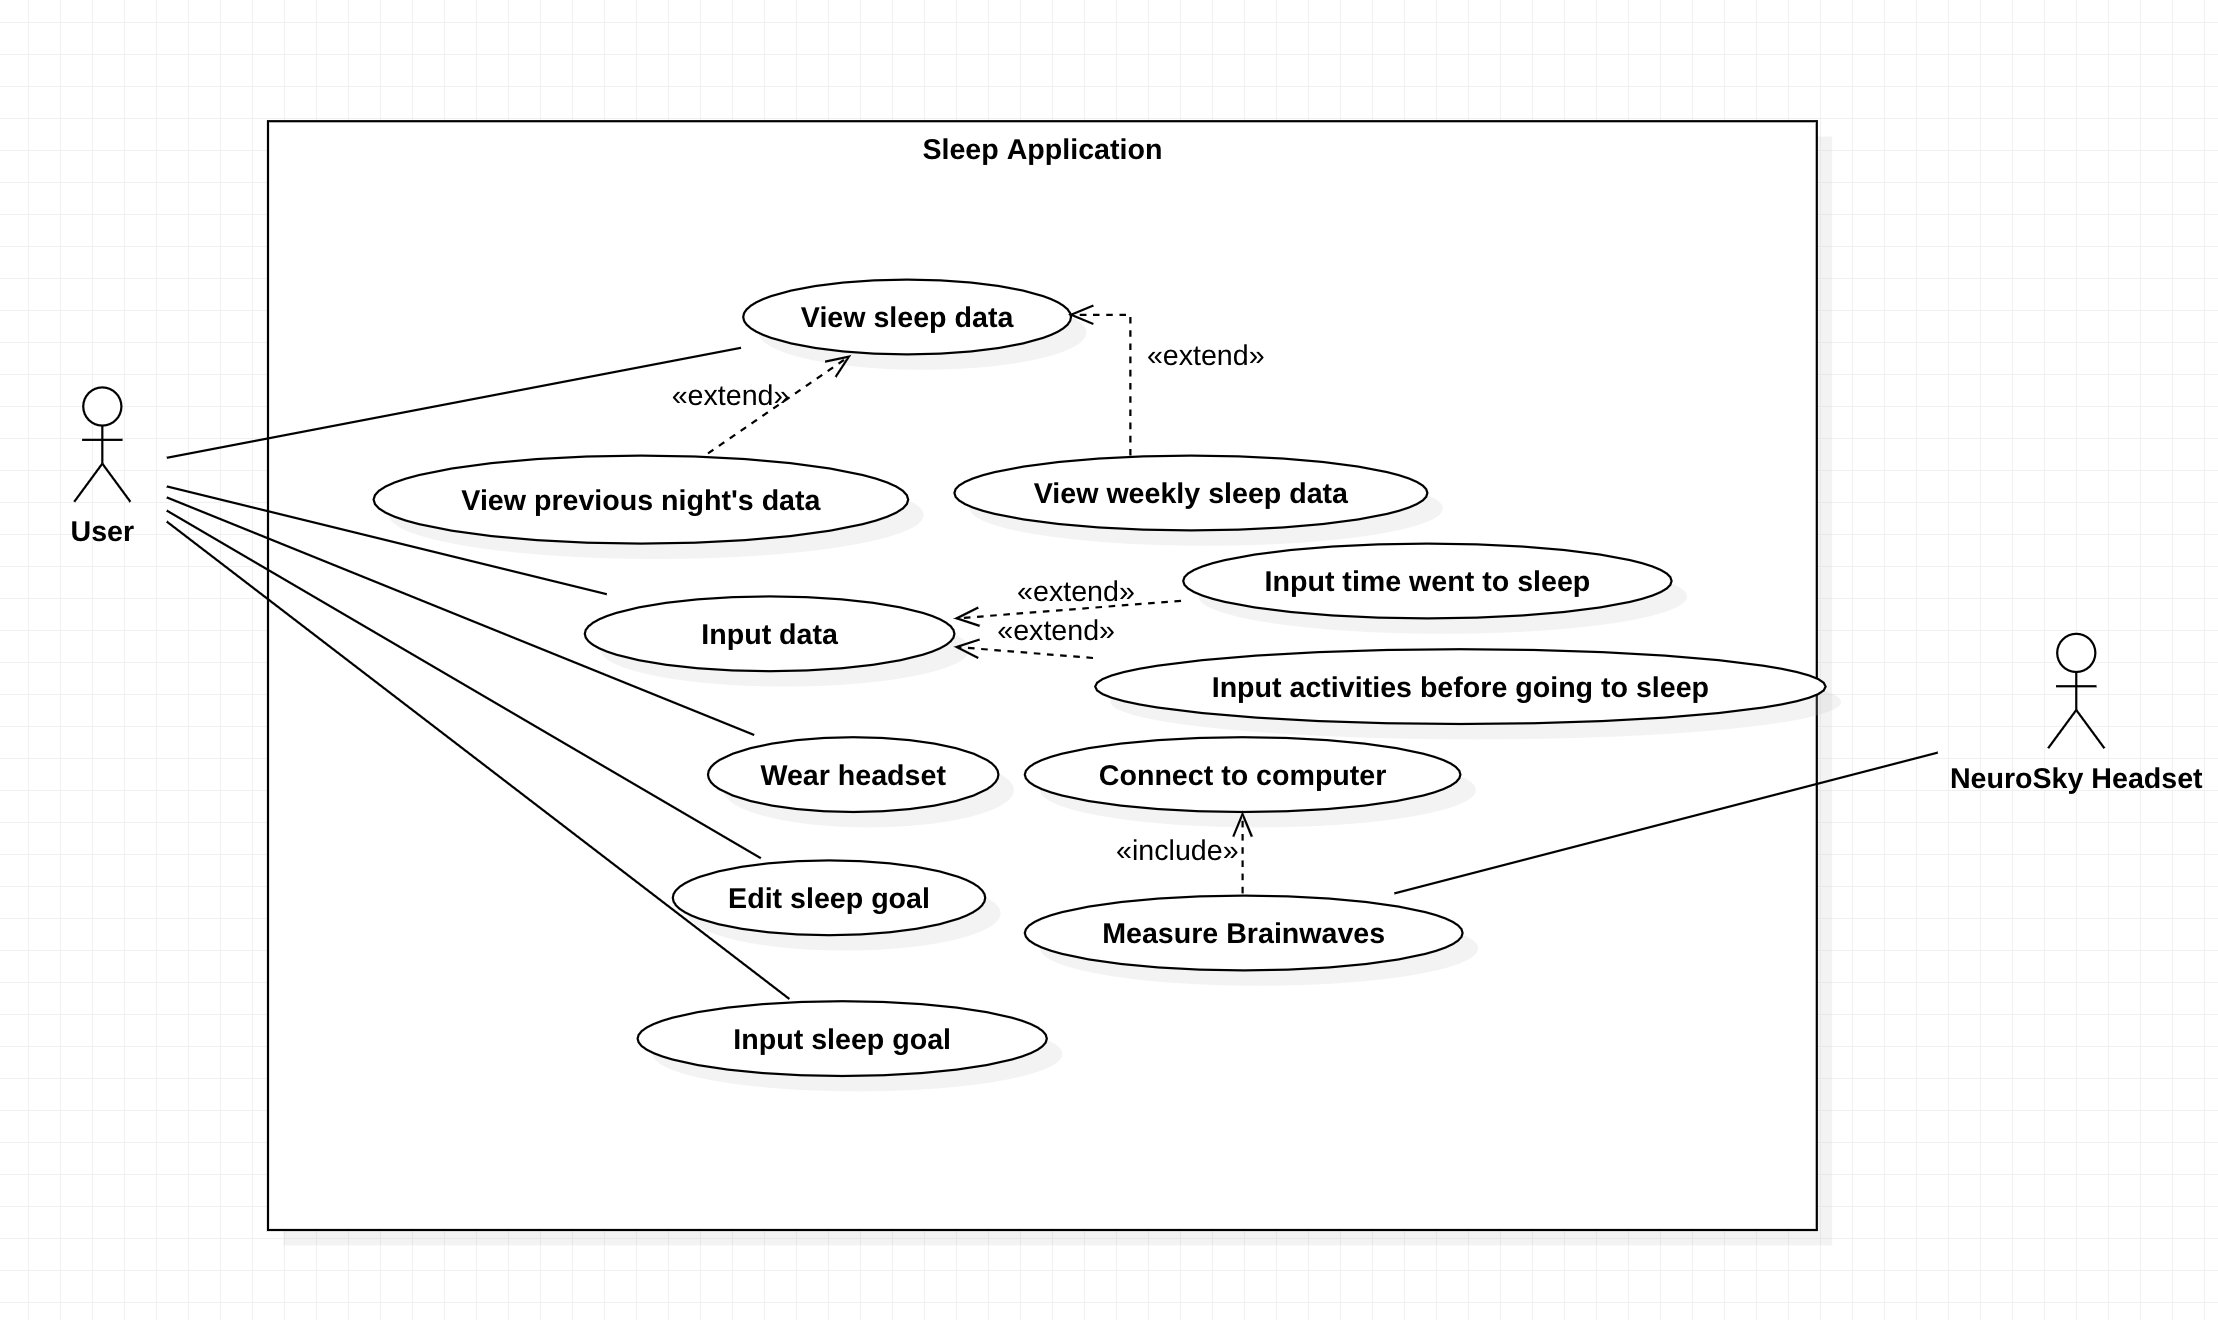 Sleep Application
View sleep data
«extend»
«extend»
View previous night's data
View weekly sleep data
User
Input time went to sleep
«extend»
«extend»
Input data
Input activities before going to sleep
Wear headset
Connect to computer
NeuroSky Headset
«include»
Edit sleep goal
Measure Brainwaves
Input sleep goal